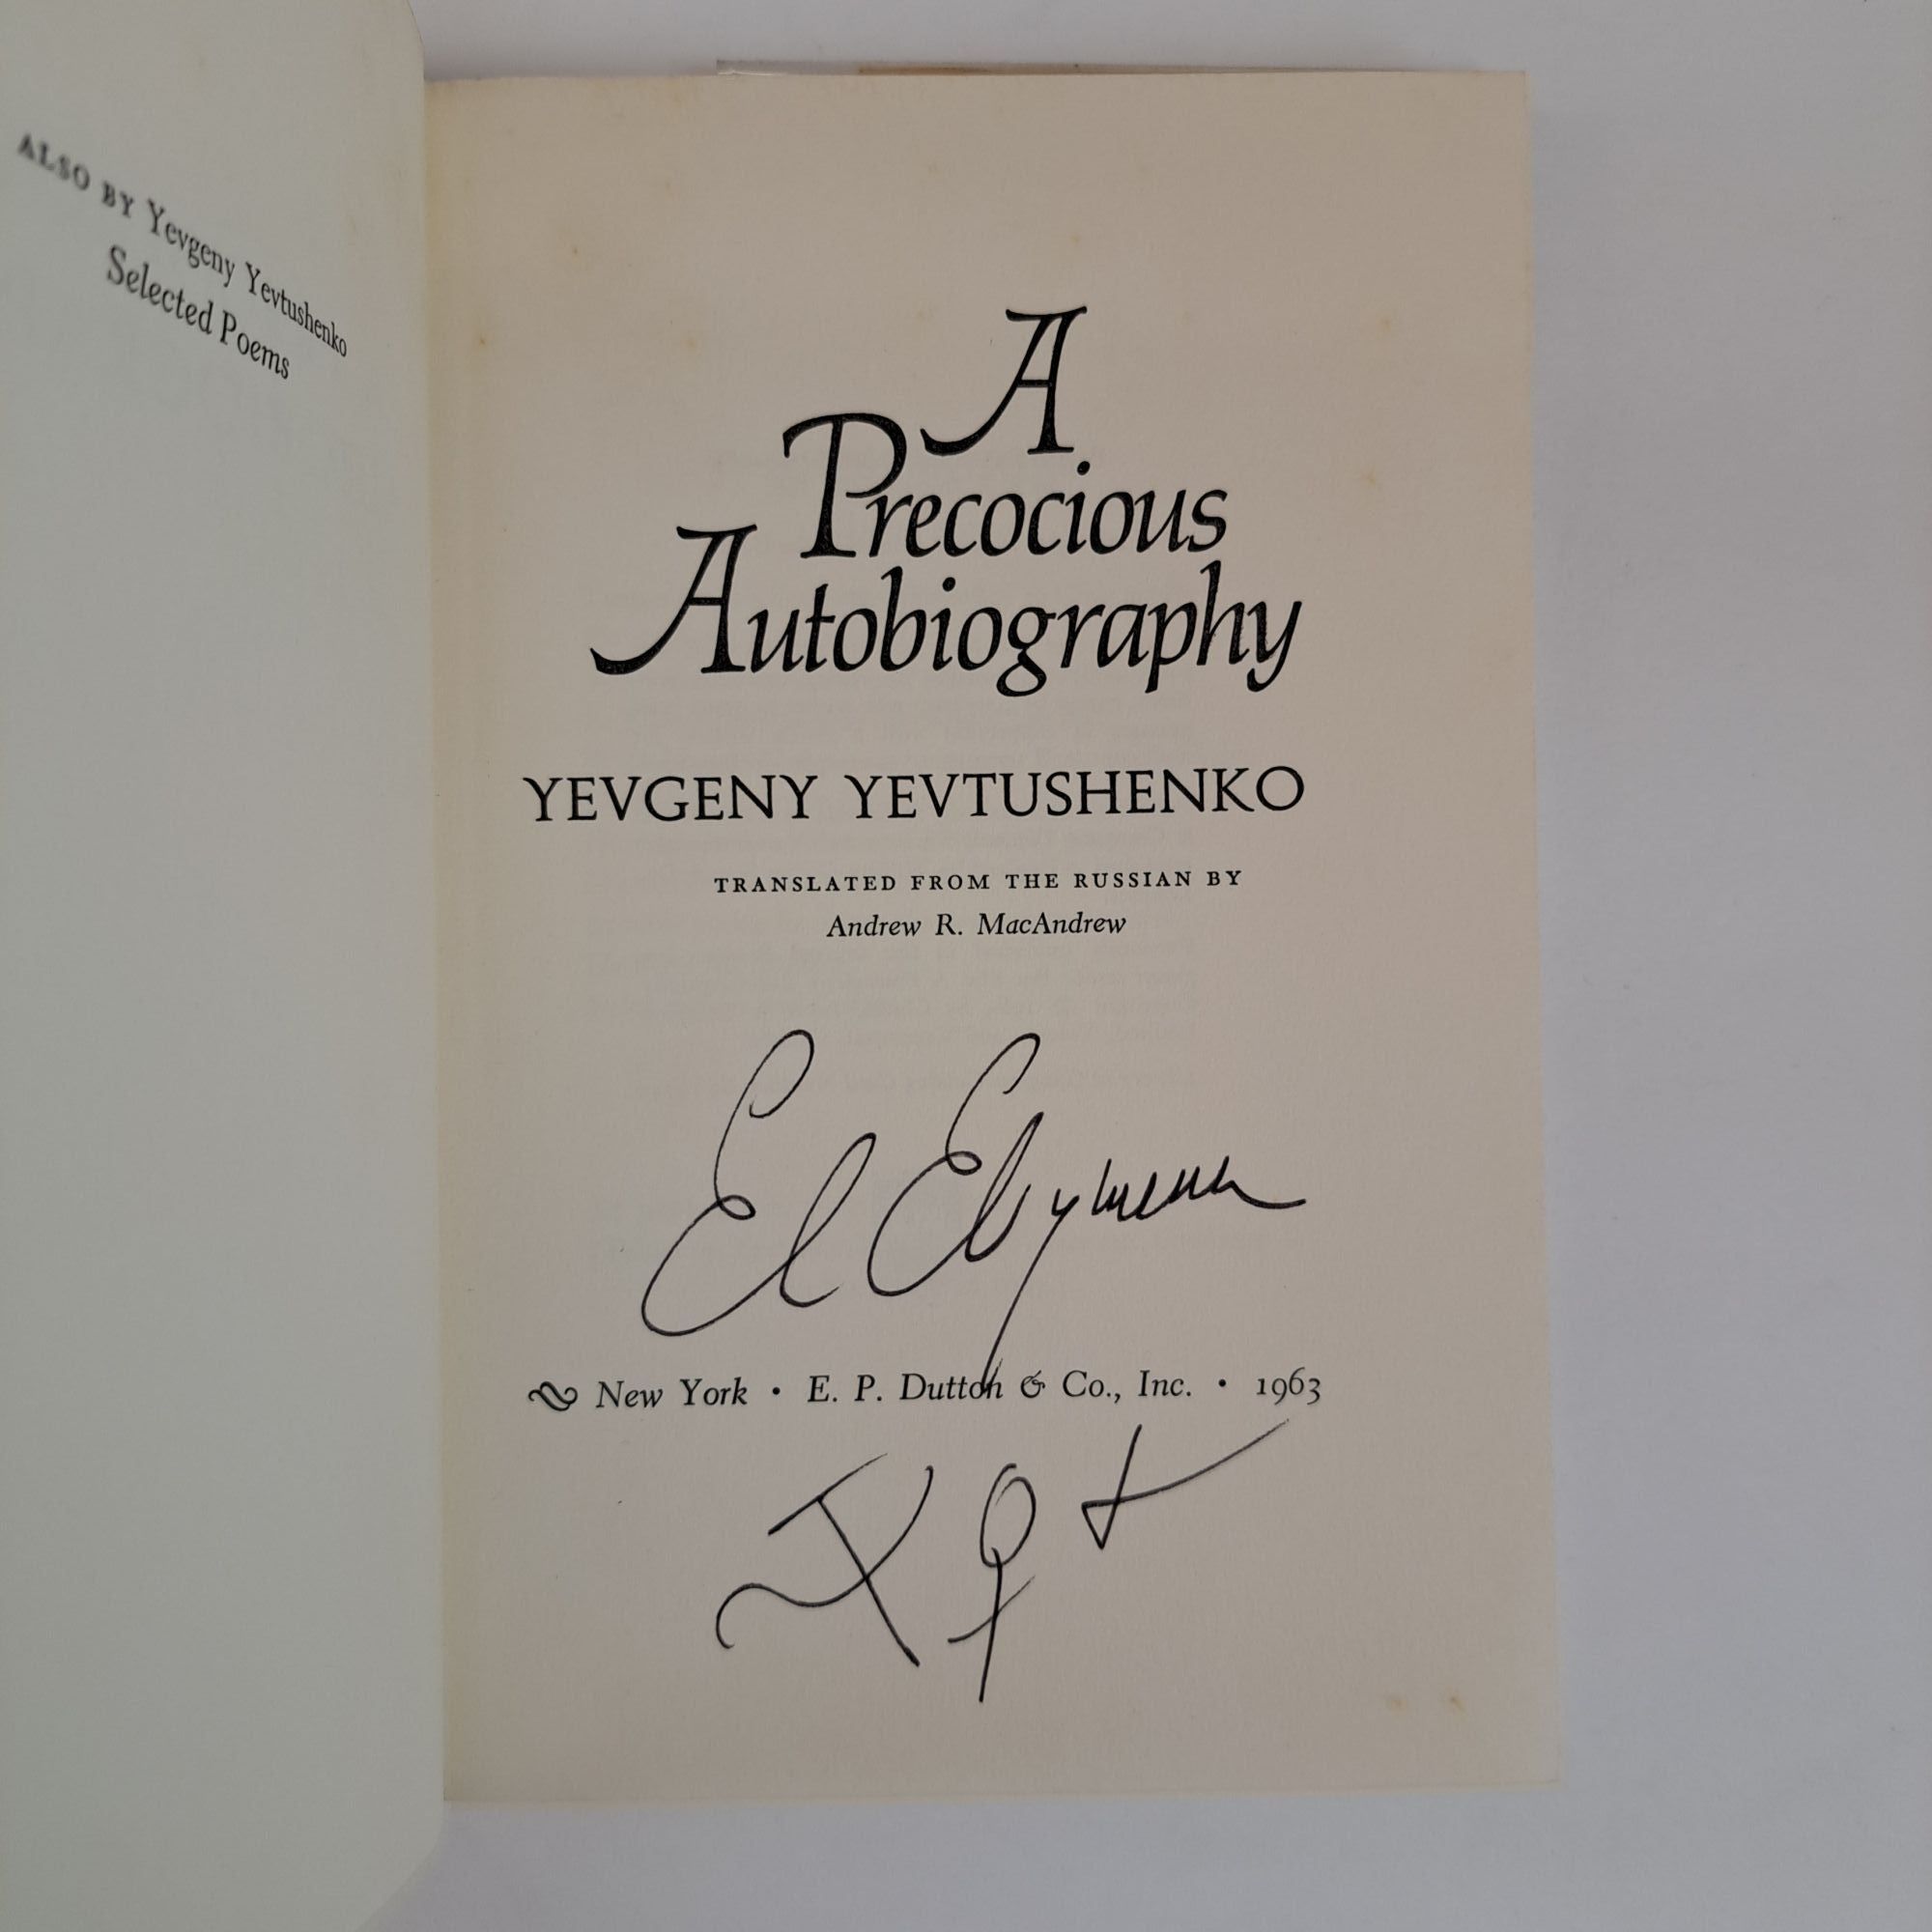 ALSO BY Yevgeny Yevtushenko
Selected Poems
A
Precocious
Autobiography
YEVGENY YEVTUSHENKO
TRANSLATED FROM THE RUSSIAN BY
Andrew R. MacAndrew
New York • E. P. Dutton & Co., Inc. • 1963